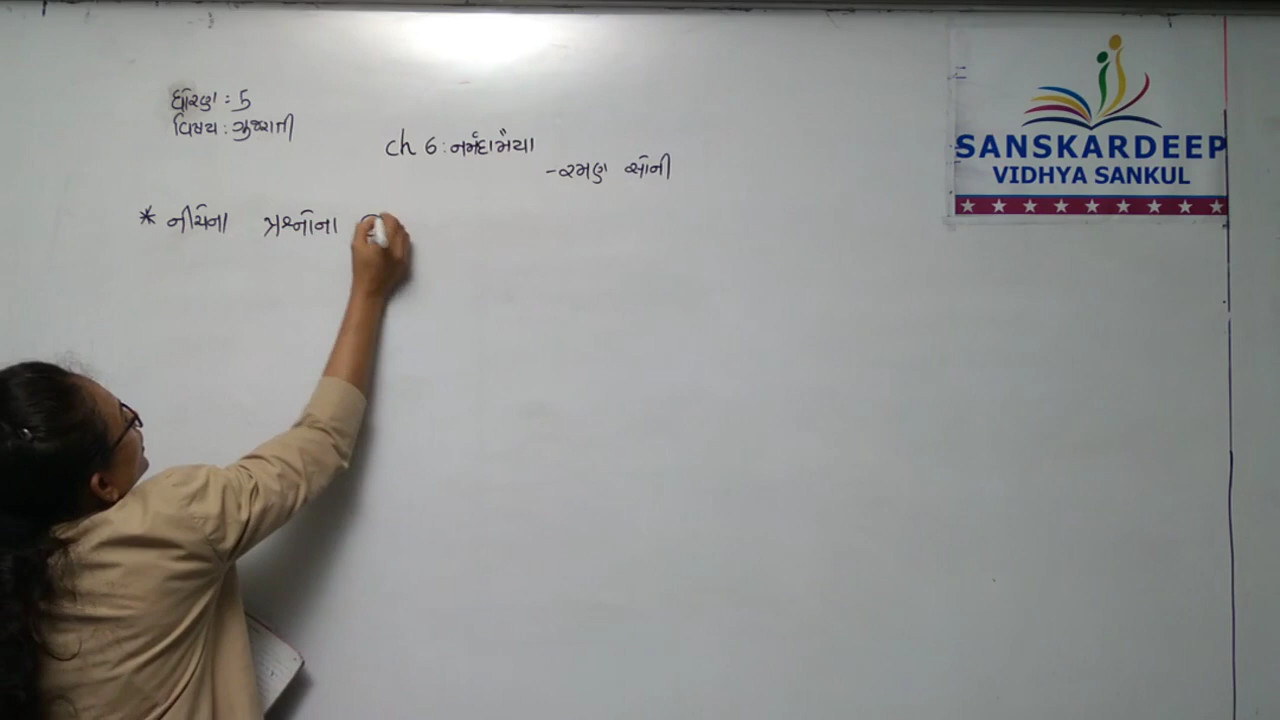 ધોરણ : 5
વિષય : ગુજરાતી
ch 6 : નર્મદામૈયા
- રમણ સોની
* નીચેના પ્રશ્નોના
SANSKARDEEP
VIDHYA SANKUL